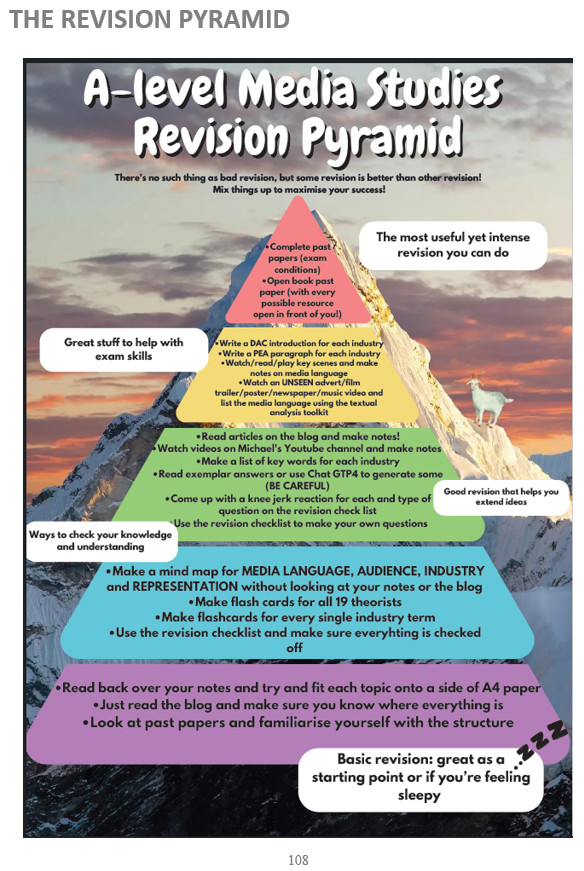 THE REVISION PYRAMID
A-level Media Studies
Revision Pyramid
There's no such thing as bad revision, but some revision is better than other revision!
Mix things up to maximise your success!
•Complete past
papers (exam
conditions)
•Open book past
paper (with every
possible resource
open in front of you!)
The most useful yet intense
revision you can do
Great stuff to help with
exam skills
•Write a DAC introduction for each industry
•Write a PEA paragraph for each industry
•Watch/read/play key scenes and make
notes on media language
•Watch an UNSEEN advert/film
trailer/poster/newspaper/music video and
list the media language using the textual
analysis toolkit
•Read articles on the blog and make notes!
•Watch videos on Michael's Youtube channel and make notes
•Make a list of key words for each industry
•Read exemplar answers or use Chat GTP4 to generate some
(BE CAREFUL)
•Come up with a knee jerk reaction for each and type of
question on the revision check list
•Use the revision checklist to make your own questions
Good revision that helps you
extend ideas
Ways to check your knowledge
and understanding
•Make a mind map for MEDIA LANGUAGE, AUDIENCE, INDUSTRY
and REPRESENTATION without looking at your notes or the blog
•Make flash cards for all 19 theorists
•Make flashcards for every single industry term
•Use the revision checklist and make sure everyhting is checked
off
•Read back over your notes and try and fit each topic onto a side of A4 paper
•Just read the blog and make sure you know where everything is
•Look at past papers and familiarise yourself with the structure
zzz
Basic revision: great as a
starting point or if you're feeling
sleepy
108